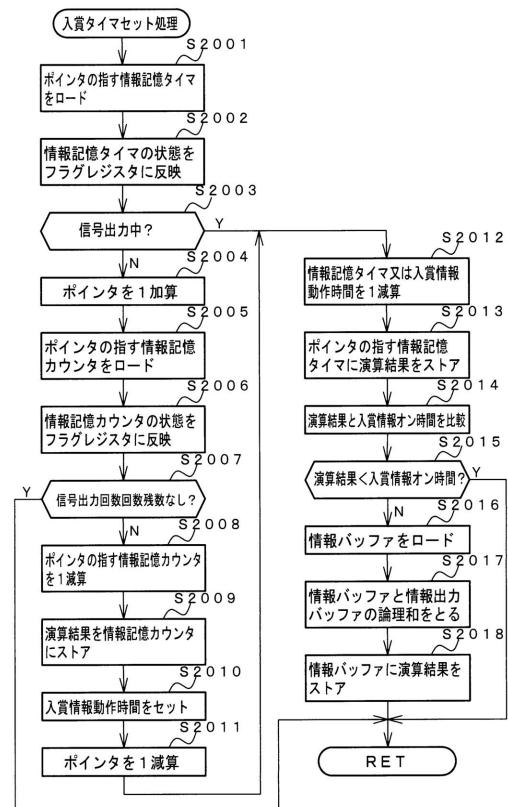 入賞タイマセット処理
S2001
ポインタの指す情報記憶タイマ
をロード
S2002
情報記憶タイマの状態を
フラグレジスタに反映
S2003
信号出力中?
Y
N
S2004
ポインタを1加算
S2005
ポインタの指す情報記憶
カウンタをロード
S2006
情報記憶カウンタの状態を
フラグレジスタに反映
S2007
Y
信号出力回数回数残数なし?
N
S2008
ポインタの指す情報記憶カウンタ
を1減算
S2009
演算結果を情報記憶カウンタ
にストア
S2010
入賞情報動作時間をセット
S2011
ポインタを1減算
S2012
情報記憶タイマ又は入賞情報
動作時間を1減算
S2013
ポインタの指す情報記憶
タイマに演算結果をストア
S2014
演算結果と入賞情報オン時間を比較
S2015
演算結果<入賞情報オン時間?
Y
N
S2016
情報バッファをロード
S2017
情報バッファと情報出力
バッファの論理和をとる
S2018
情報バッファに演算結果を
ストア
RET